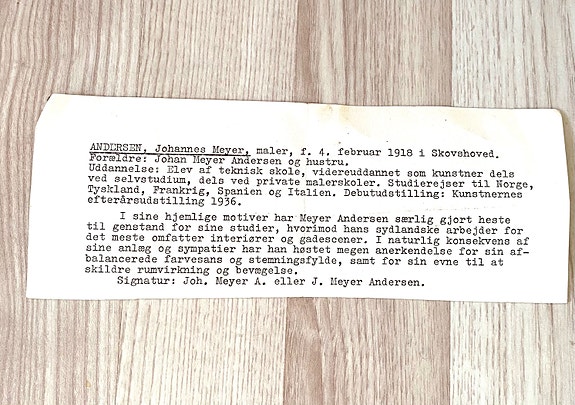 ANDERSEN, Johannes Meyer, maler, f. 4. februar 1918 i Skovshoved.
Forældre: Johan Meyer Andersen og hustru.
Uddannelse: Elev af teknisk skole, videreuddannet som kunstner dels
ved selvstudium, dels ved private malerskoler. Studierejser til Norge,
Tyskland, Frankrig, Spanien og Italien. Debutudstilling: Kunstnernes
efterårsudstilling 1936.
I sine hjemlige motiver har Meyer Andersen særlig gjort heste
til genstand for sine studier, hvorimod hans sydlandske arbejder for
det meste omfatter interiører og gadescener. I naturlig konsekvens af
sine anlæg og sympatier har han høstet megen anerkendelse for sin af-
balancerede farvesans og stemningsfylde, samt for sin evne til at
skildre rumvirkning og bevægelse.
Signatur: Joh. Meyer A. eller J. Meyer Andersen.